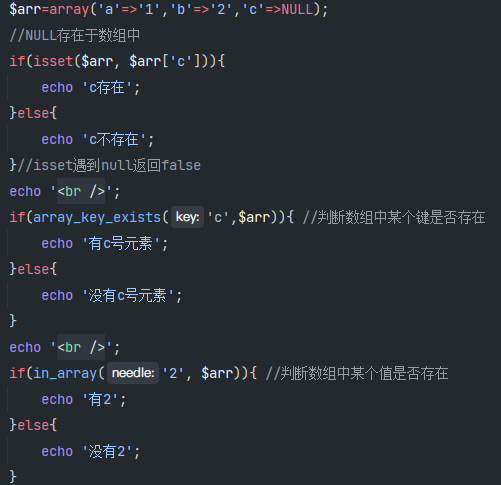 $arr=array('a'=>'1','b'=>'2','c'=>NULL);
//NULL存在于数组中
if(isset($arr, $arr['c'])){
    echo 'c存在';
}else{
    echo 'c不存在';
}//isset遇到null返回false
echo '<br />';
if(array_key_exists( key: 'c',$arr)){ //判断数组中某个键是否存在
    echo '有c号元素';
}else{
    echo '没有c号元素';
}
echo '<br />';
if(in_array( needle: '2', $arr)){ //判断数组中某个值是否存在
    echo '有2';
}else{
    echo '没有2';
}